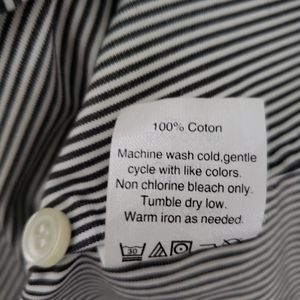 100% Coton
Machine wash cold,gentle
cycle with like colors.
Non chlorine bleach only.
Tumble dry low.
Warm iron as needed.
30